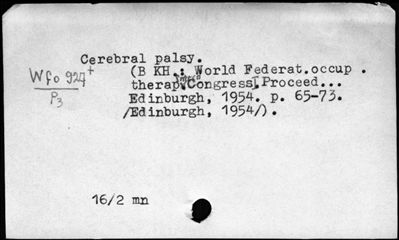 Cerebral palsy.
Wfo 924+
P3
(B KH.: World Federat.occup.
therap. Congress I Proceed...
Edinburgh, 1954. p. 65-73.
/Edinburgh, 1954/).
16/2 mn